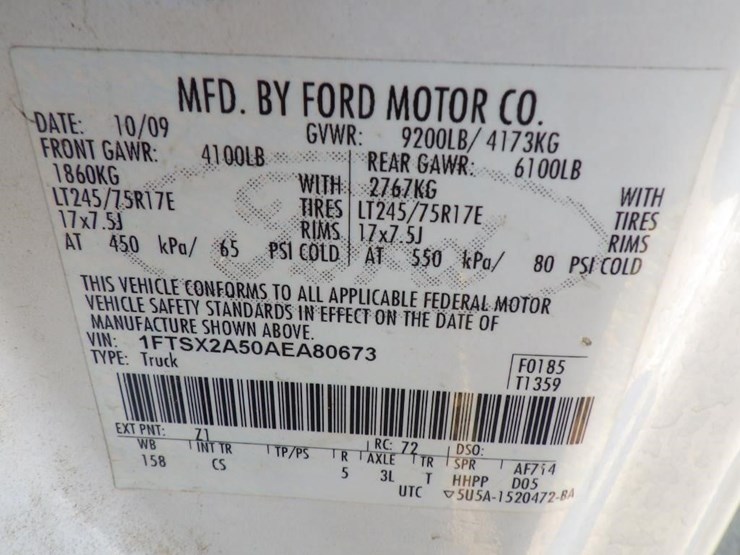 MFD. BY FORD MOTOR CO.
DATE: 10/09 GVWR: 9200LB/ 4173KG
FRONT GAWR: 4100LB REAR GAWR: 6100LB
1860KG WITH 2767KG WITH
LT245/75R17E TIRES LT245/75R17E TIRES
17x7.5J RIMS 17x7.5J RIMS
AT 450 kPa/ 65 PSI COLD AT 550 kPa/ 80 PSI COLD
THIS VEHICLE CONFORMS TO ALL APPLICABLE FEDERAL MOTOR
VEHICLE SAFETY STANDARDS IN EFFECT ON THE DATE OF
MANUFACTURE SHOWN ABOVE.
VIN: 1FTSX2A50AEA80673
TYPE: Truck
F0185
T1359
EXT PNT: Z1 RC: 72 DSO:
WB INT TR TP/PS R AXLE TR SPR AF714
158 CS 5 3L T HHPP D05
UTC ▽5U5A-1520472-BA
Ford